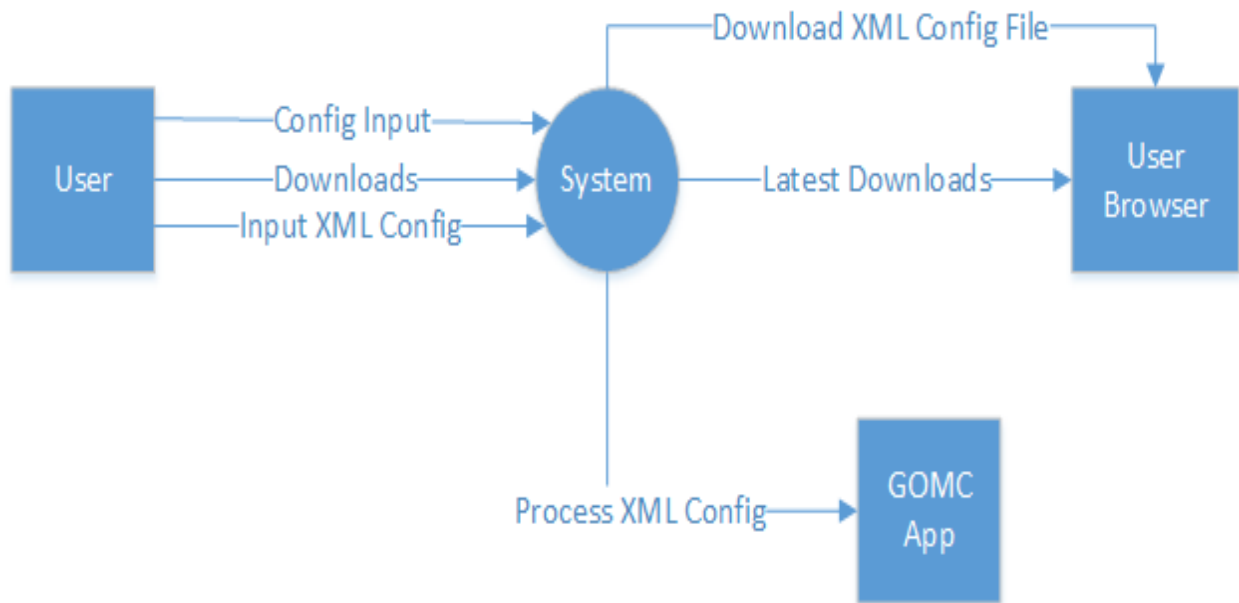 Download XML Config File
Config Input
User
Downloads
System
Latest Downloads
User
Browser
Input XML Config
Process XML Config
GOMC
App